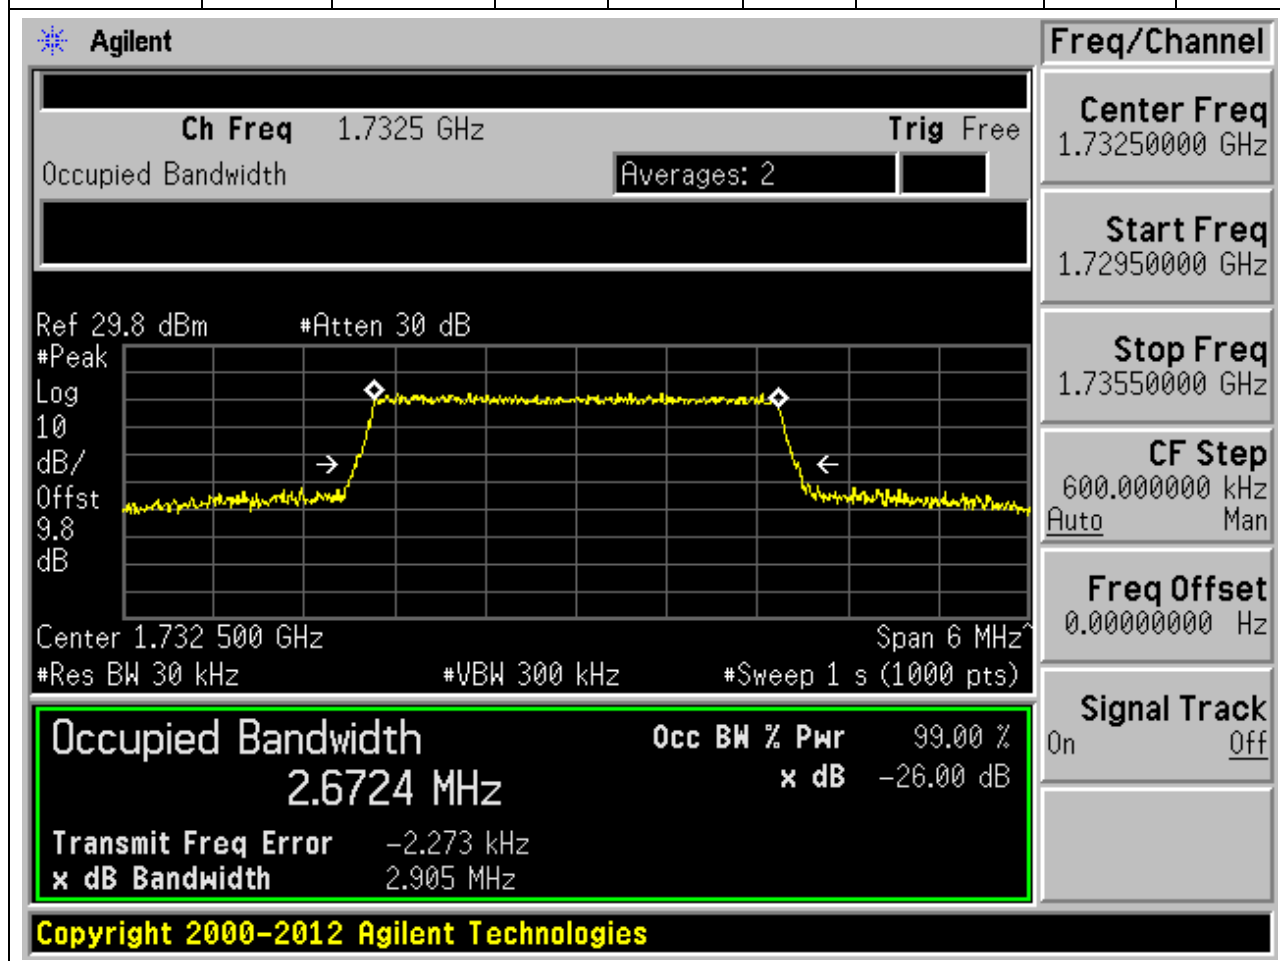 Agilent
Freq/Channel
Ch Freq 1.7325 GHz Trig Free
Occupied Bandwidth Averages: 2
Center Freq
1.73250000 GHz
Start Freq
1.72950000 GHz
Stop Freq
1.73550000 GHz
CF Step
600.000000 kHz
Auto Man
Freq Offset
0.00000000 Hz
Signal Track
On Off
Ref 29.8 dBm #Atten 30 dB
#Peak
Log
10
dB/
Offst
9.8
dB
Center 1.732 500 GHz Span 6 MHz^
#Res BW 30 kHz #VBW 300 kHz #Sweep 1 s (1000 pts)
Occupied Bandwidth Occ BW % Pwr 99.00 %
2.6724 MHz x dB -26.00 dB
Transmit Freq Error -2.273 kHz
x dB Bandwidth 2.905 MHz
Copyright 2000-2012 Agilent Technologies